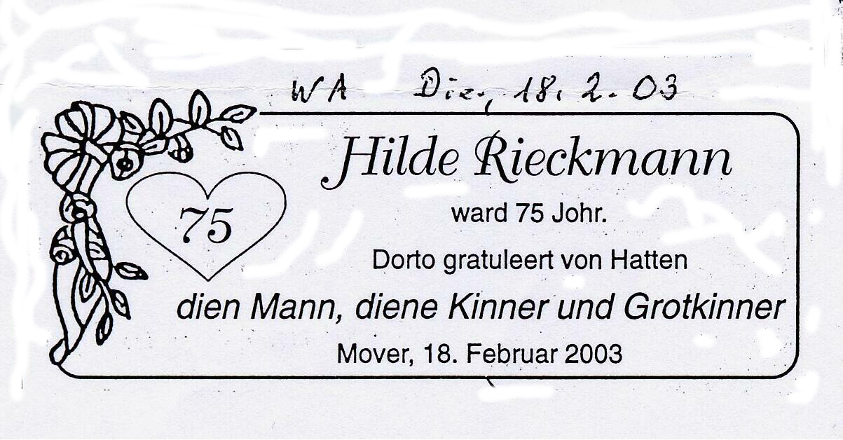 WA Die., 18. 2. 03
Hilde Rieckmann
75
ward 75 Johr.
Dorto gratuleert von Hatten
dien Mann, diene Kinner und Grotkinner
Mover, 18. Februar 2003